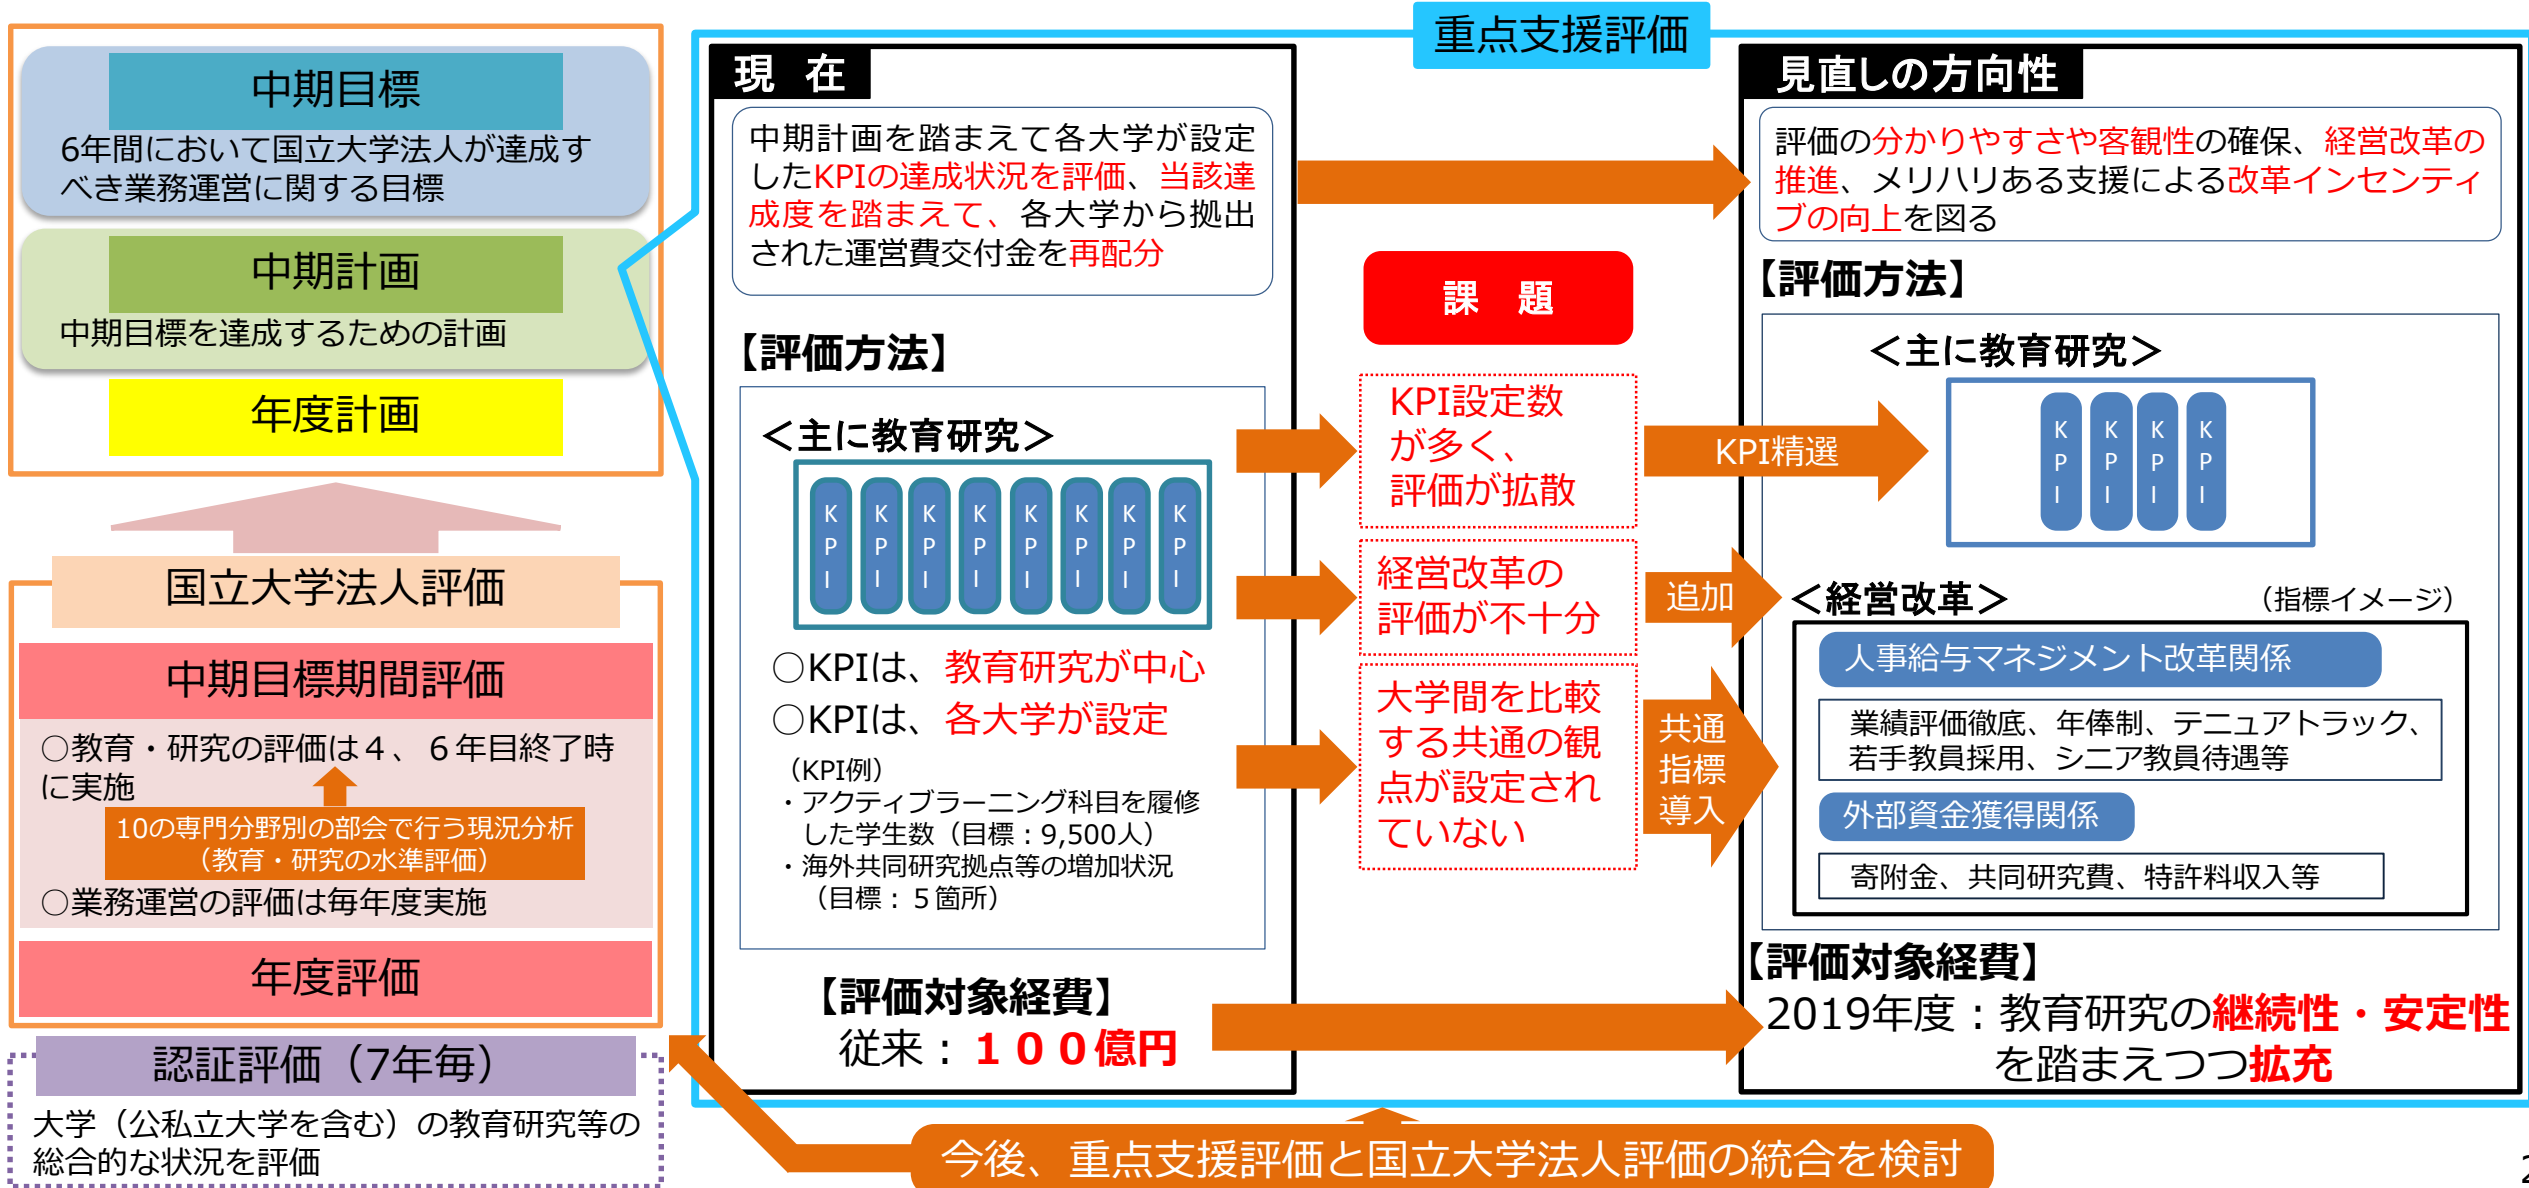 中期目標
6年間において国立大学法人が達成す
べき業務運営に関する目標
中期計画
中期目標を達成するための計画
年度計画
国立大学法人評価
中期目標期間評価
○教育・研究の評価は４、６年目終了時
に実施
10の専門分野別の部会で行う現況分析
（教育・研究の水準評価）
○業務運営の評価は毎年度実施
年度評価
認証評価（7年毎）
大学（公私立大学を含む）の教育研究等の
総合的な状況を評価
重点支援評価
現 在
中期計画を踏まえて各大学が設定
したKPIの達成状況を評価、当該達
成度を踏まえて、各大学から拠出
された運営費交付金を再配分
【評価方法】
＜主に教育研究＞
KPI KPI KPI KPI KPI KPI KPI KPI
○KPIは、教育研究が中心
○KPIは、各大学が設定
（KPI例）
・アクティブラーニング科目を履修
した学生数（目標：9,500人）
・海外共同研究拠点等の増加状況
（目標：５箇所）
【評価対象経費】
従来：１００億円
課 題
KPI設定数
が多く、
評価が拡散
経営改革の
評価が不十分
大学間を比較
する共通の観
点が設定され
ていない
KPI精選
追加
共通
指標
導入
見直しの方向性
評価の分かりやすさや客観性の確保、経営改革の
推進、メリハリある支援による改革インセンティ
ブの向上を図る
【評価方法】
＜主に教育研究＞
KPI KPI KPI KPI
＜経営改革＞ （指標イメージ）
人事給与マネジメント改革関係
業績評価徹底、年俸制、テニュアトラック、
若手教員採用、シニア教員待遇等
外部資金獲得関係
寄附金、共同研究費、特許料収入等
【評価対象経費】
2019年度：教育研究の継続性・安定性
を踏まえつつ拡充
今後、重点支援評価と国立大学法人評価の統合を検討